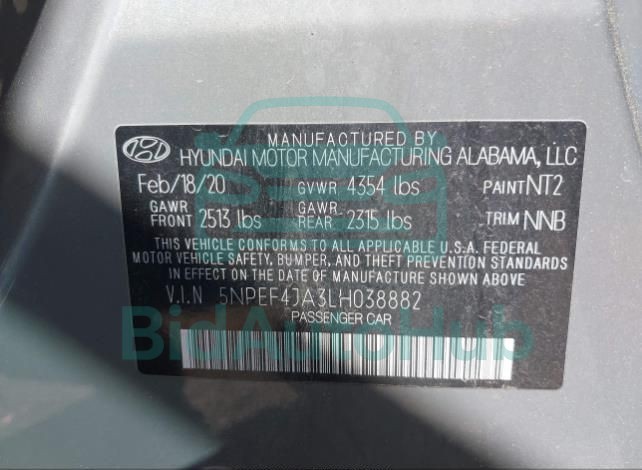 MANUFACTURED BY
HYUNDAI MOTOR MANUFACTURING ALABAMA, LLC
Feb/18/20 GVWR 4354 lbs PAINT NT2
GAWR FRONT 2513 lbs GAWR REAR 2315 lbs TRIM NNB
THIS VEHICLE CONFORMS TO ALL APPLICABLE U.S.A. FEDERAL
MOTOR VEHICLE SAFETY, BUMPER, AND THEFT PREVENTION STANDARDS
IN EFFECT ON THE DATE OF MANUFACTURE SHOWN ABOVE.
V.I.N 5NPEF4JA3LH038882
PASSENGER CAR
BidAutoHub